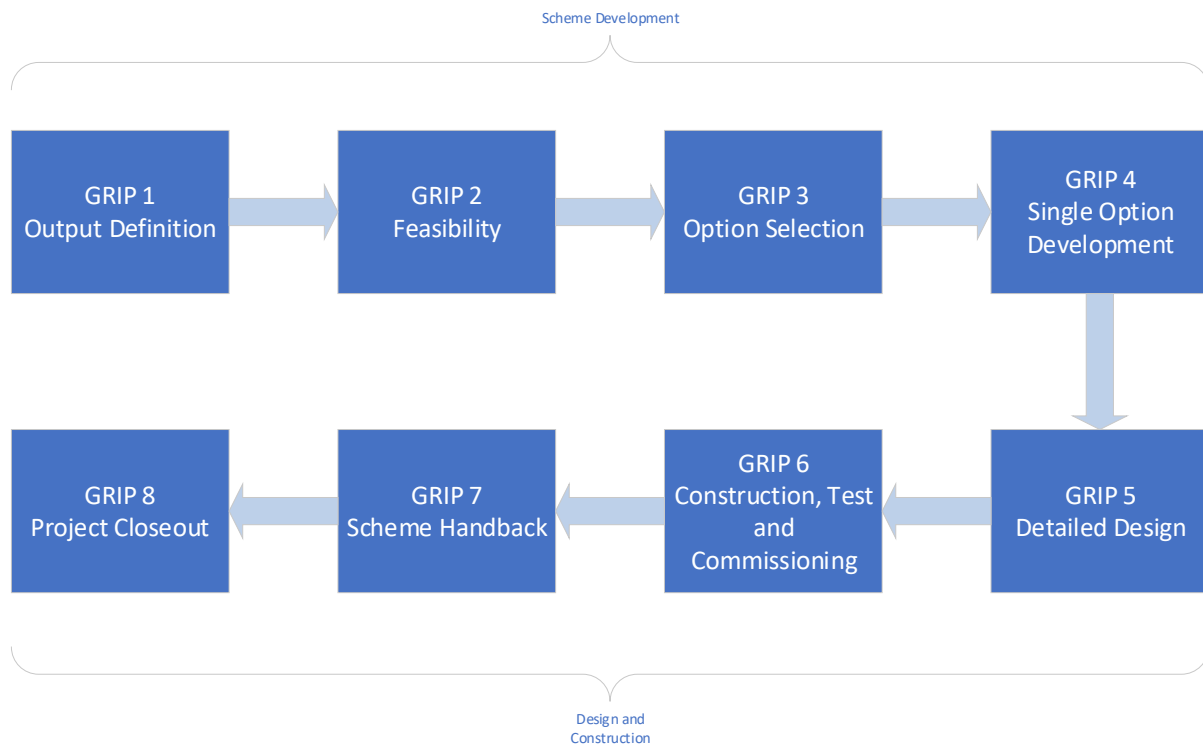 Scheme Development
GRIP 1
Output Definition
GRIP 2
Feasibility
GRIP 3
Option Selection
GRIP 4
Single Option
Development
GRIP 8
Project Closeout
GRIP 7
Scheme Handback
GRIP 6
Construction, Test
and
Commissioning
GRIP 5
Detailed Design
Design and
Construction